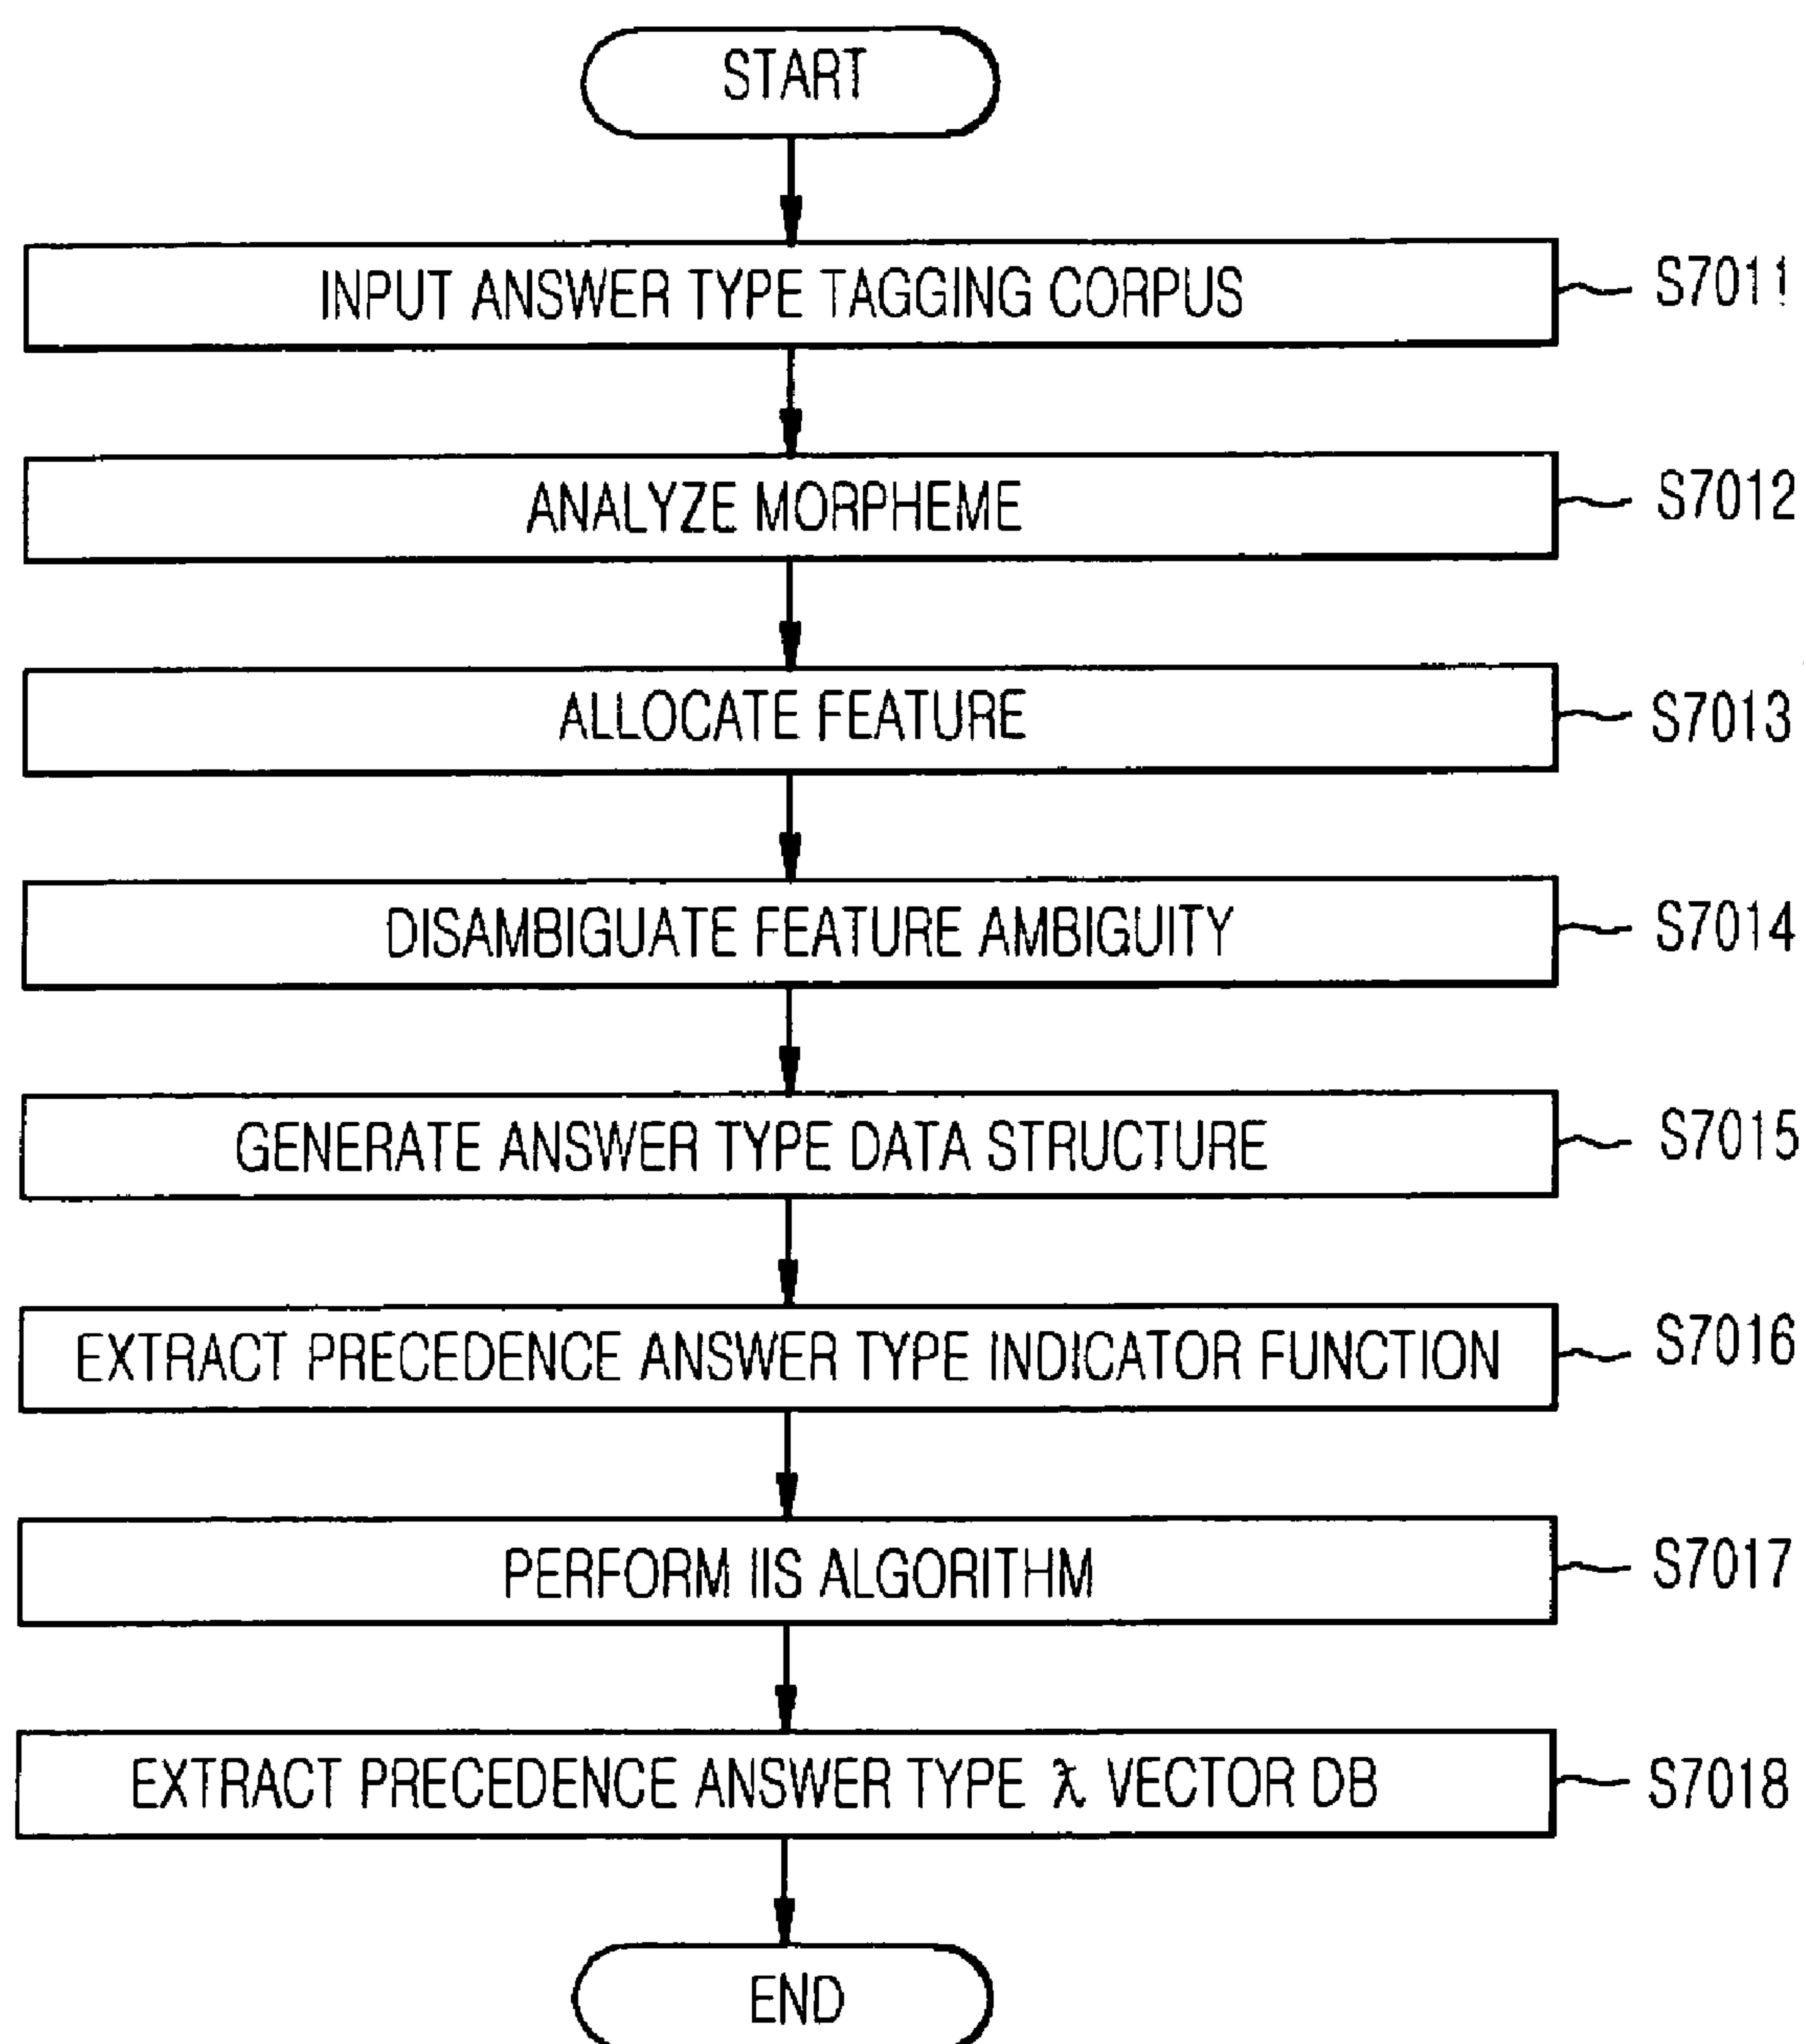 START
INPUT ANSWER TYPE TAGGING CORPUS
S7011
ANALYZE MORPHEME
S7012
ALLOCATE FEATURE
S7013
DISAMBIGUATE FEATURE AMBIGUITY
S7014
GENERATE ANSWER TYPE DATA STRUCTURE
S7015
EXTRACT PRECEDENCE ANSWER TYPE INDICATOR FUNCTION
S7016
PERFORM IIS ALGORITHM
S7017
EXTRACT PRECEDENCE ANSWER TYPE λ VECTOR DB
S7018
END